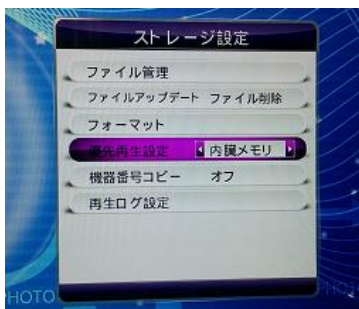 ストレージ設定
ファイル管理
ファイルアップデート ファイル削除
フォーマット
優先再生設定 内臓メモリ
機器番号コピー オフ
再生ログ設定
PHOTO